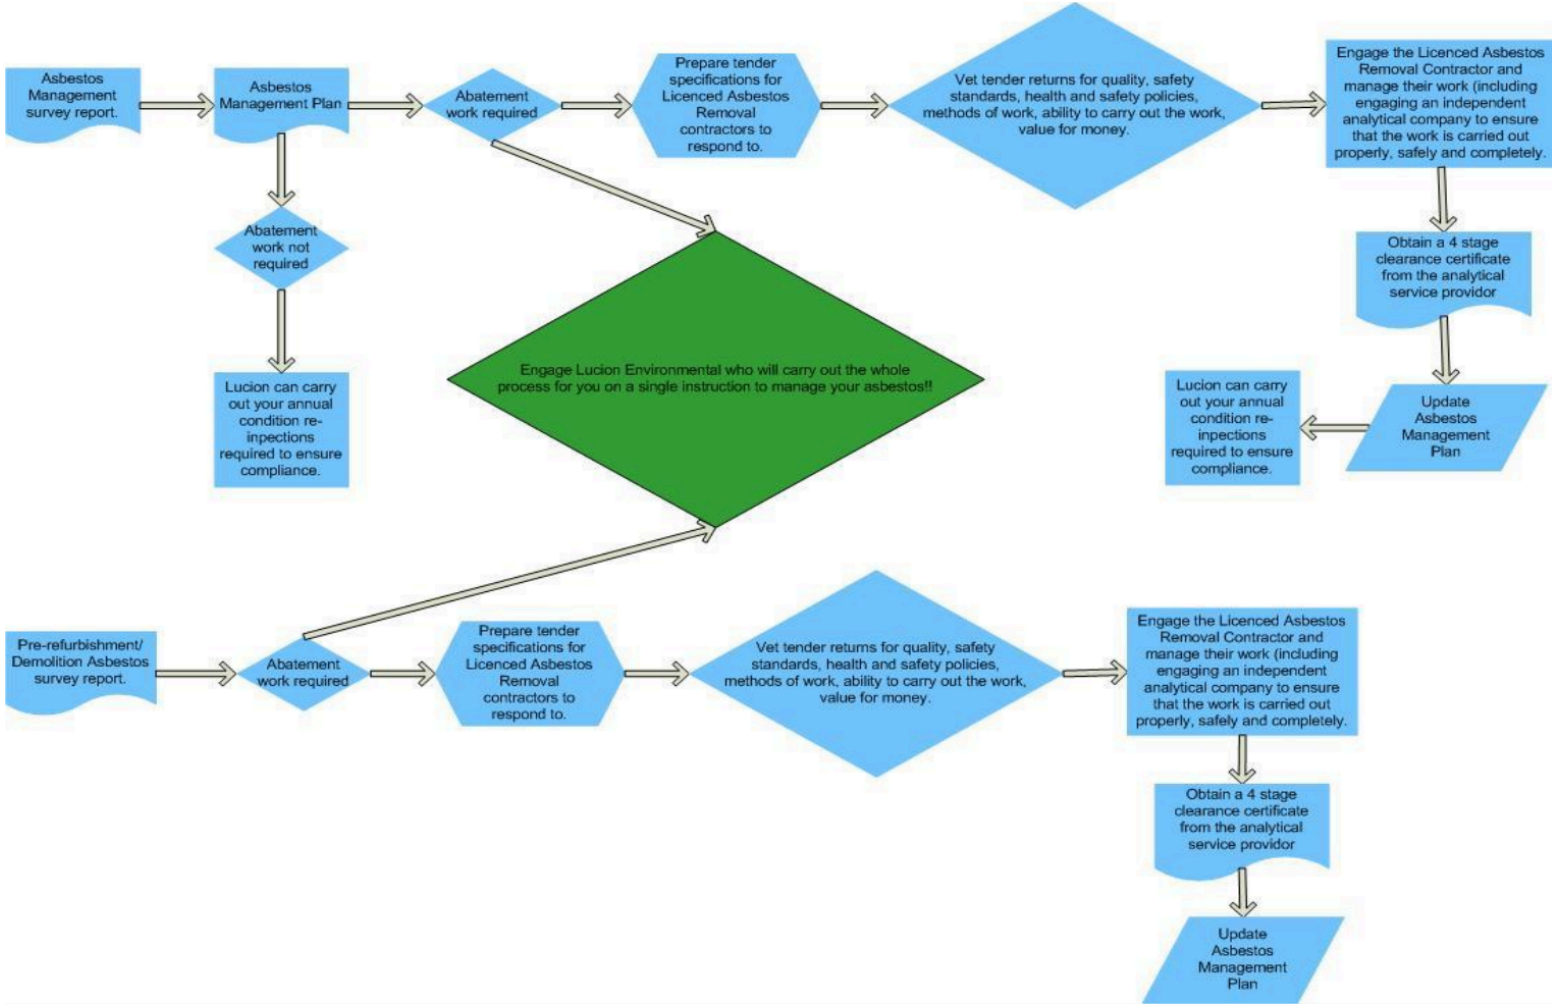 Asbestos
Management
survey report.
Asbestos
Management Plan
Abatement
work required
Prepare tender
specifications for
Licenced Asbestos
Removal
contractors to
respond to.
Vet tender returns for quality, safety
standards, health and safety policies,
methods of work, ability to carry out the work,
value for money.
Engage the Licenced Asbestos
Removal Contractor and
manage their work (including
engaging an independent
analytical company to ensure
that the work is carried out
properly, safely and completely.
Abatement
work not
required
Obtain a 4 stage
clearance certificate
from the analytical
service providor
Lucion can carry
out your annual
condition re-
inpections
required to ensure
compliance.
Engage Lucion Environmental who will carry out the whole
process for you on a single instruction to manage your asbestos!!
Lucion can carry
out your annual
condition re-
inpections
required to ensure
compliance.
Update
Asbestos
Management
Plan
Pre-refurbishment/
Demolition Asbestos
survey report.
Abatement
work required
Prepare tender
specifications for
Licenced Asbestos
Removal
contractors to
respond to.
Vet tender returns for quality, safety
standards, health and safety policies,
methods of work, ability to carry out the work,
value for money.
Engage the Licenced Asbestos
Removal Contractor and
manage their work (including
engaging an independent
analytical company to ensure
that the work is carried out
properly, safely and completely.
Obtain a 4 stage
clearance certificate
from the analytical
service providor
Update
Asbestos
Management
Plan